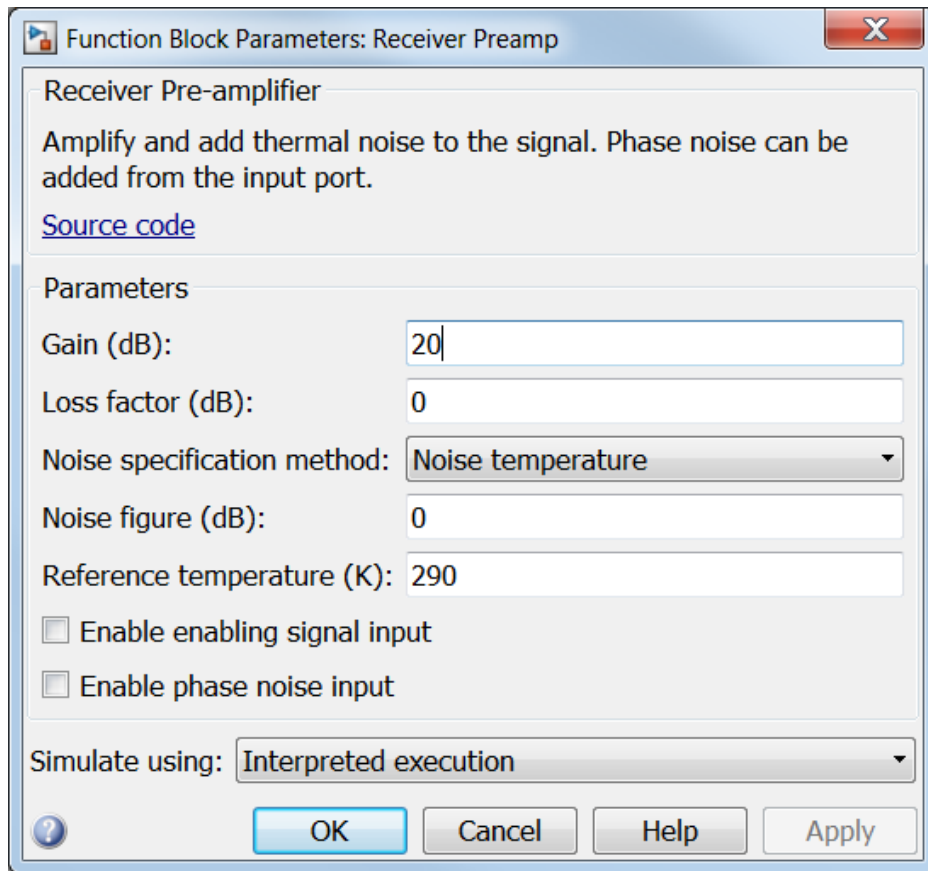 Function Block Parameters: Receiver Preamp
X
Receiver Pre-amplifier
Amplify and add thermal noise to the signal. Phase noise can be
added from the input port.
Source code
Parameters
Gain (dB): 20
Loss factor (dB): 0
Noise specification method: Noise temperature
Noise figure (dB): 0
Reference temperature (K): 290
Enable enabling signal input
Enable phase noise input
Simulate using: Interpreted execution
? OK Cancel Help Apply